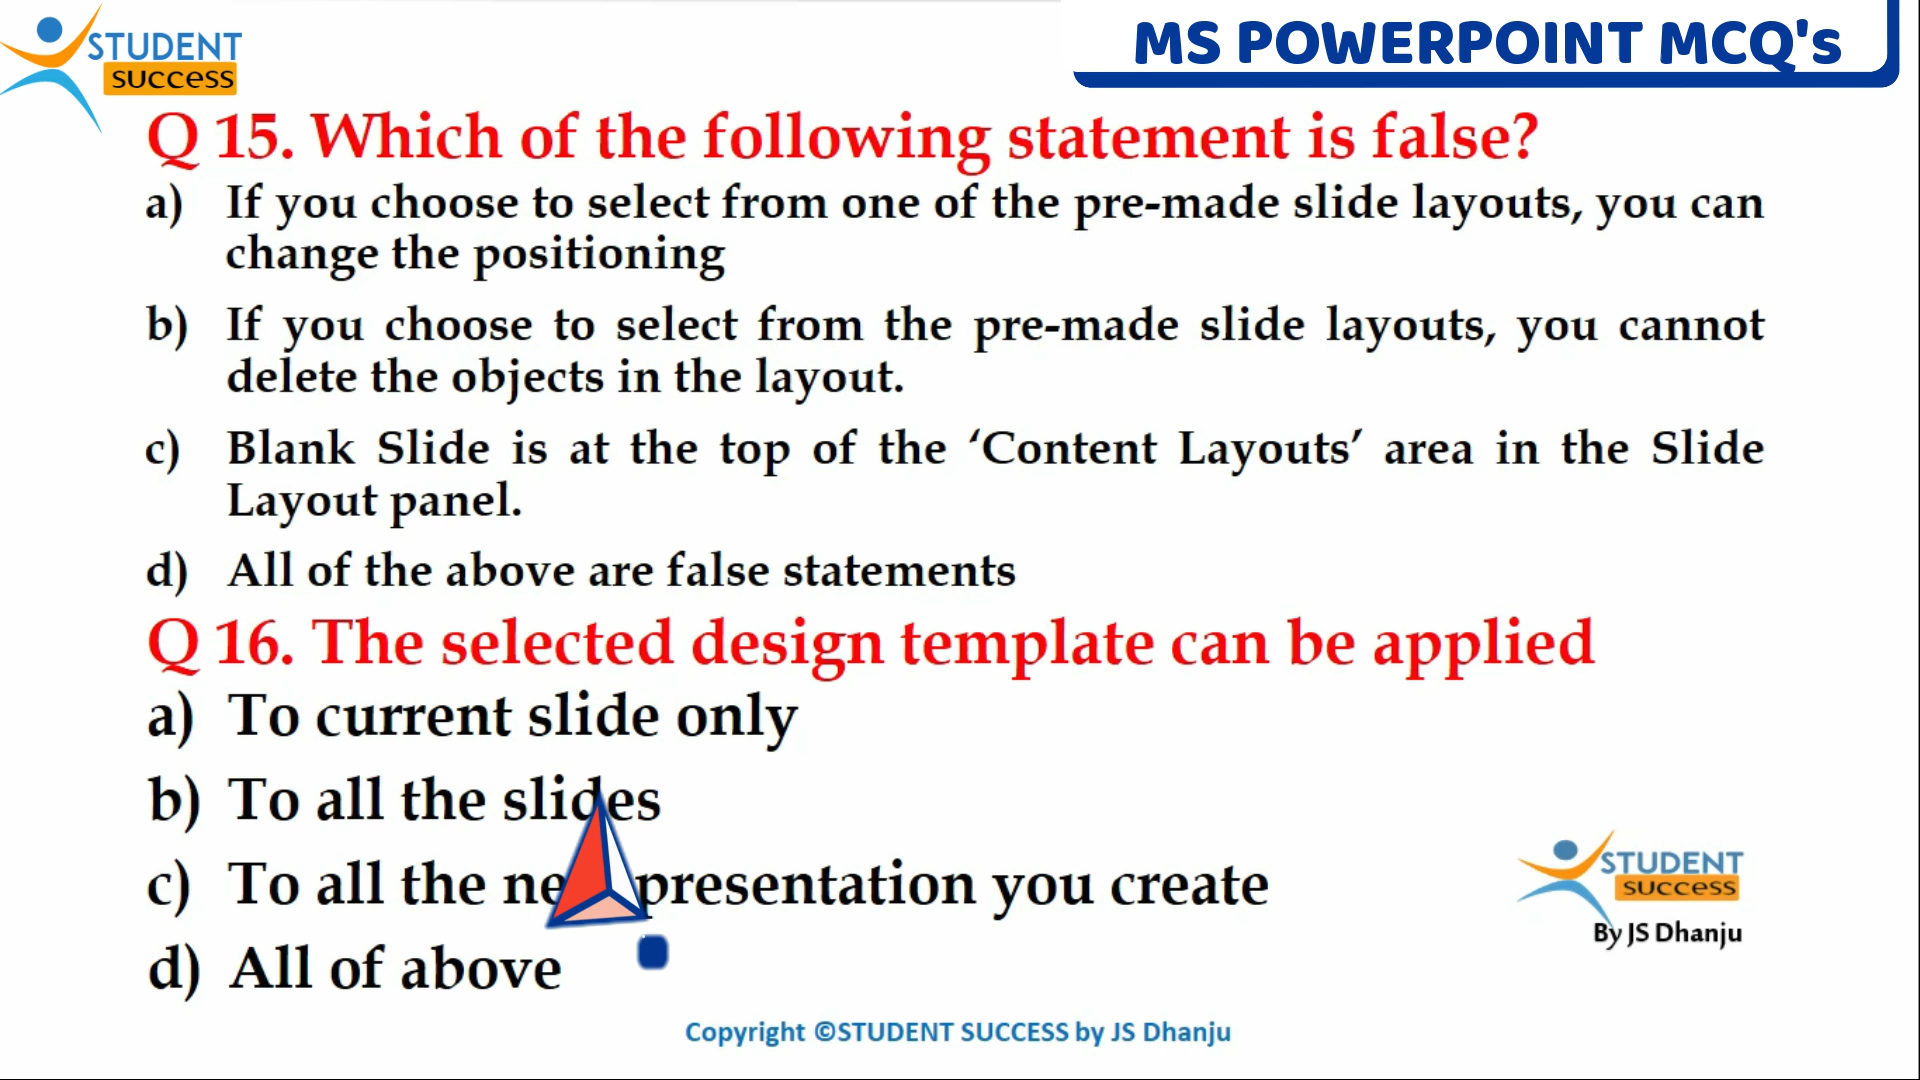 STUDENT
success
MS POWERPOINT MCQ's
Q 15. Which of the following statement is false?
a) If you choose to select from one of the pre-made slide layouts, you can
change the positioning
b) If you choose to select from the pre-made slide layouts, you cannot
delete the objects in the layout.
c) Blank Slide is at the top of the ‘Content Layouts’ area in the Slide
Layout panel.
d) All of the above are false statements
Q 16. The selected design template can be applied
a) To current slide only
b) To all the slides
c) To all the presentation you create
d) All of above
STUDENT
success
By JS Dhanju
Copyright ©STUDENT SUCCESS by JS Dhanju